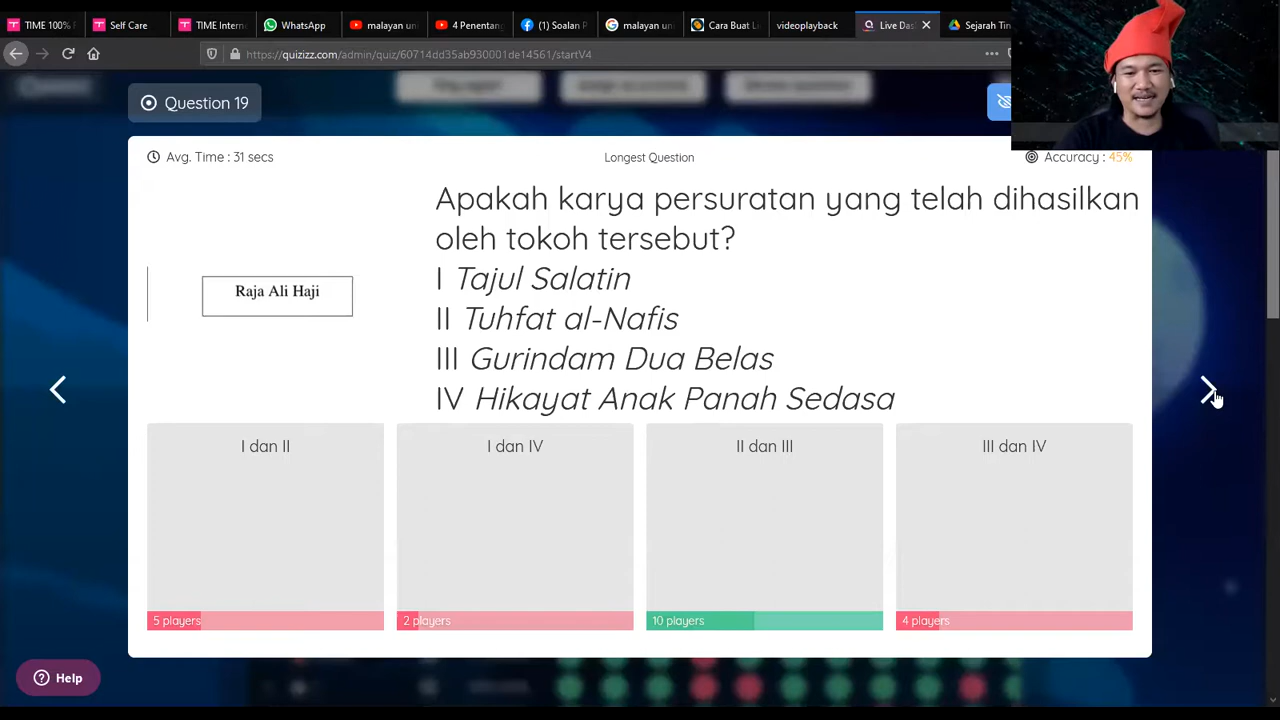 TIME 100%
Self Care
TIME Intern
WhatsApp
malayan un
4 Penentang
(1) Soalan P
malayan un
Cara Buat L
videoplayback
Live Das
Sejarah Tin
https://quizizz.com/admin/quiz/60714dd35ab930001de14561/startV4
Question 19
Avg. Time : 31 secs
Longest Question
Accuracy : 45%
Raja Ali Haji
Apakah karya persuratan yang telah dihasilkan
oleh tokoh tersebut?
I Tajul Salatin
II Tuhfat al-Nafis
III Gurindam Dua Belas
IV Hikayat Anak Panah Sedasa
I dan II
I dan IV
II dan III
III dan IV
5 players
2 players
10 players
4 players
Help